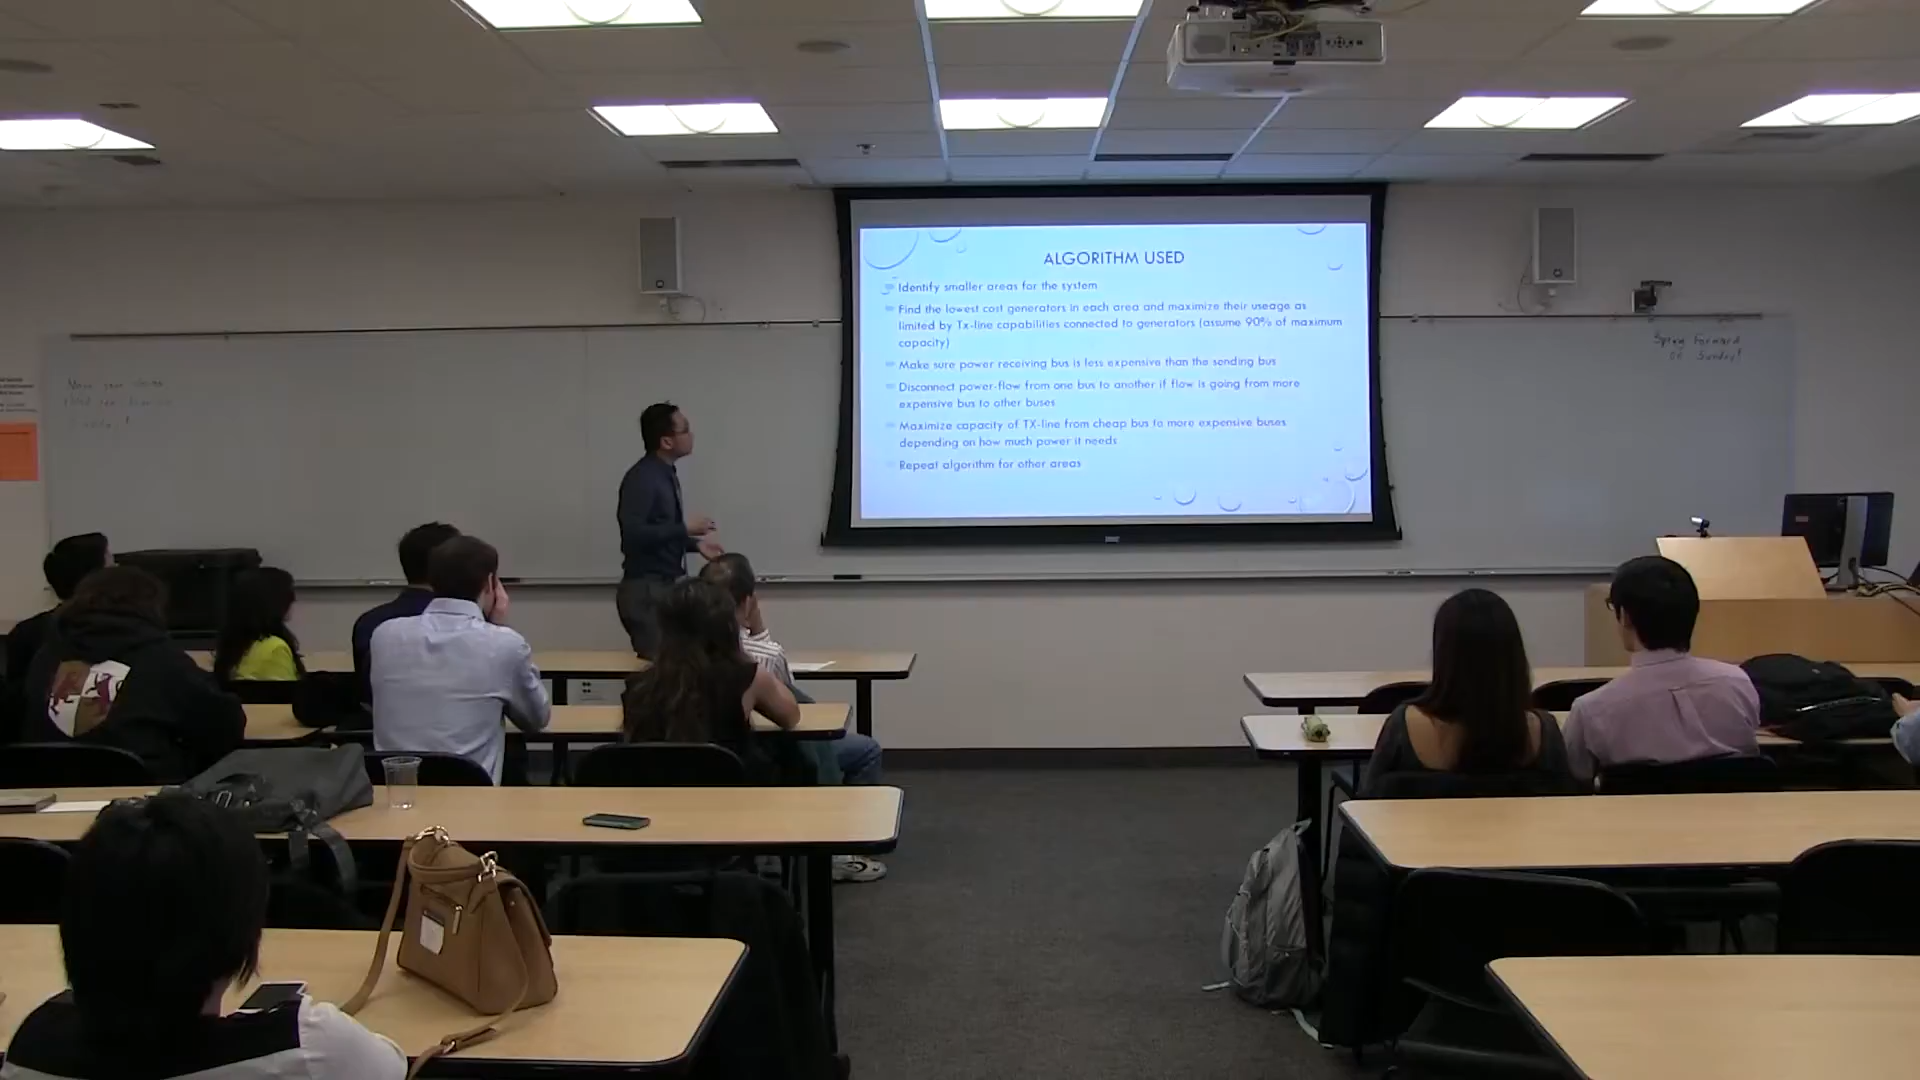 ALGORITHM USED
Identify smaller areas for the system
Find the lowest cost generators in each area and maximize their useage as
limited by Tx-line capabilities connected to generators (assume 90% of maximum
capacity)
Make sure power receiving bus is less expensive than the sending bus
Disconnect power-flow from one bus to another if flow is going from more
expensive bus to other buses
Maximize capacity of TX-line from cheap bus to more expensive buses
depending on how much power it needs
Repeat algorithm for other areas
Spring Forward
on Sunday!